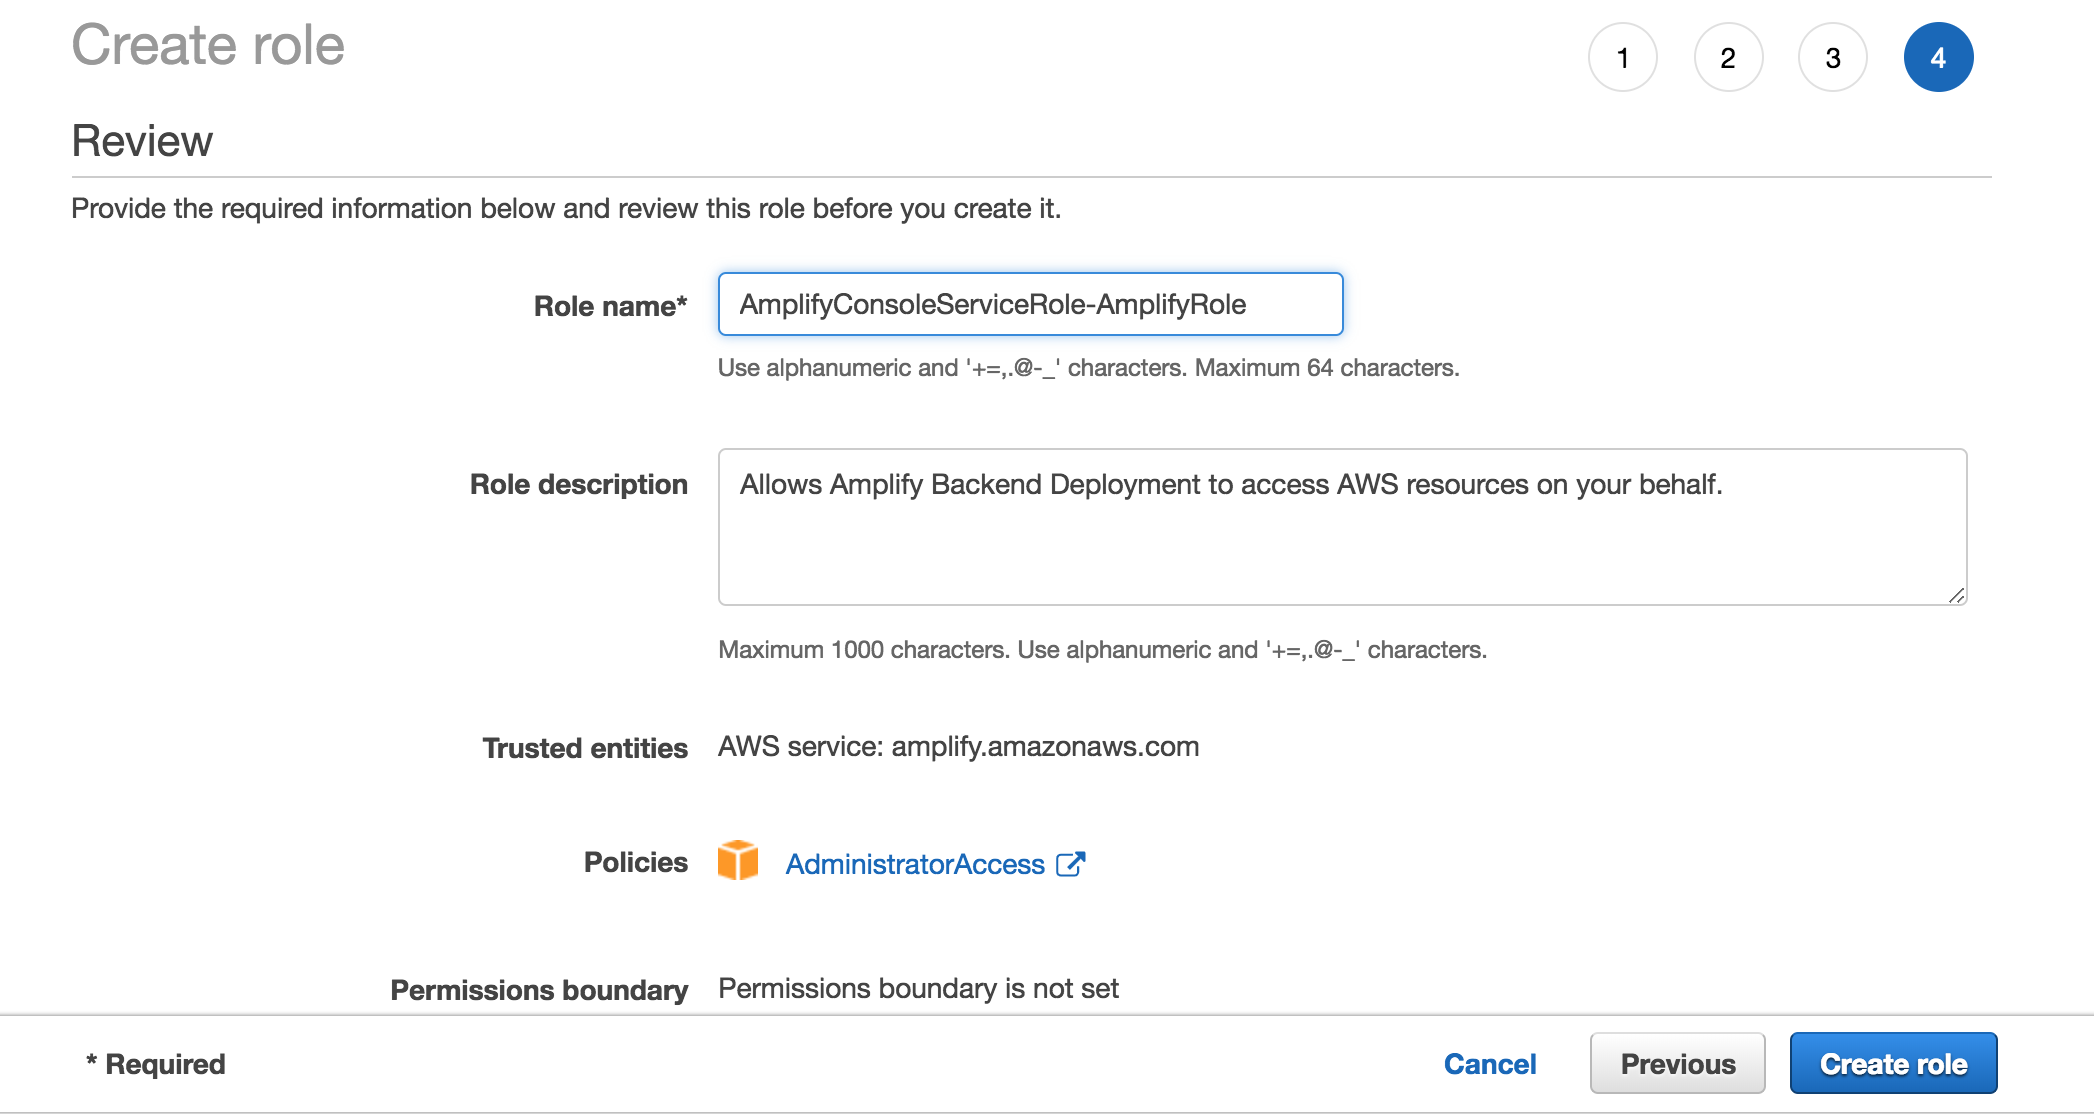 Create role
1 2 3 4
Review
Provide the required information below and review this role before you create it.
Role name* AmplifyConsoleServiceRole-AmplifyRole
Use alphanumeric and '+=,.@-_' characters. Maximum 64 characters.
Role description Allows Amplify Backend Deployment to access AWS resources on your behalf.
Maximum 1000 characters. Use alphanumeric and '+=,.@-_' characters.
Trusted entities AWS service: amplify.amazonaws.com
Policies AdministratorAccess
Permissions boundary Permissions boundary is not set
* Required Cancel Previous Create role